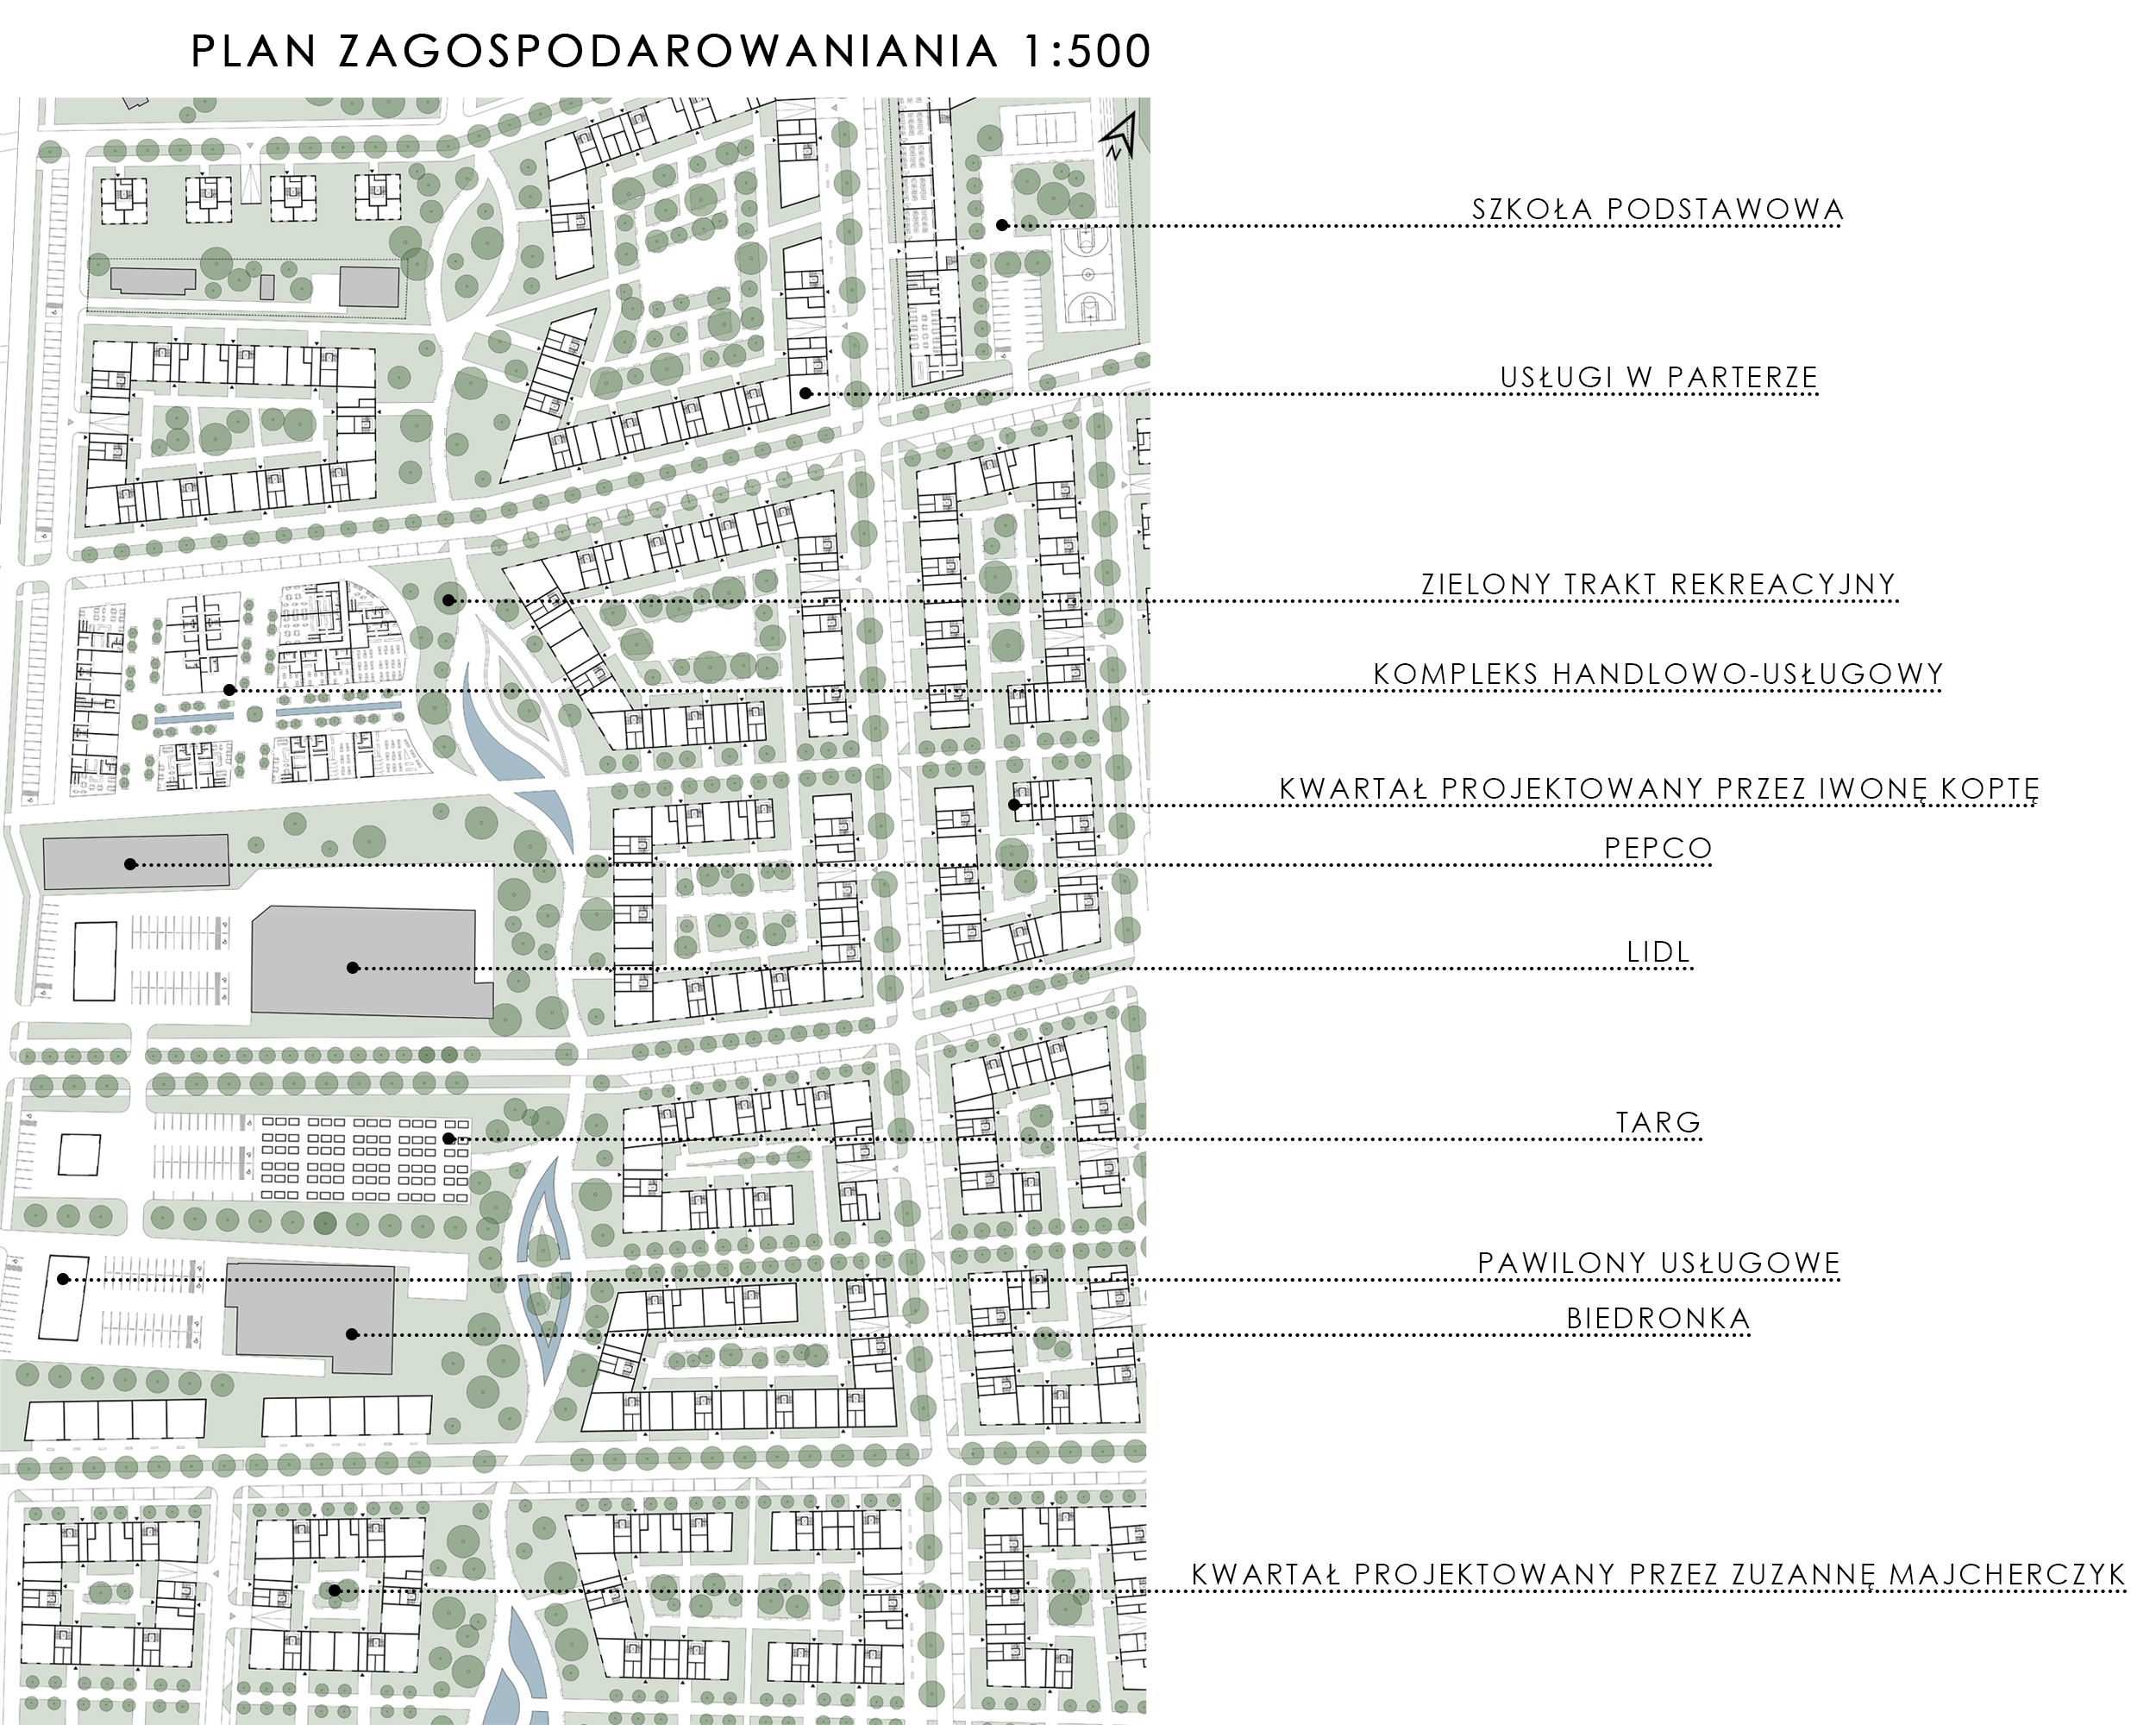 PLAN ZAGOSPODAROWANIANIA 1:500
N
SZKOŁA PODSTAWOWA
USŁUGI W PARTERZE
ZIELONY TRAKT REKREACYJNY
KOMPLEKS HANDLOWO-USŁUGOWY
KWARTAŁ PROJEKTOWANY PRZEZ IWONĘ KOPTĘ
PEPCO
LIDL
TARG
PAWILONY USŁUGOWE
BIEDRONKA
KWARTAŁ PROJEKTOWANY PRZEZ ZUZANNĘ MAJCHERCZYK